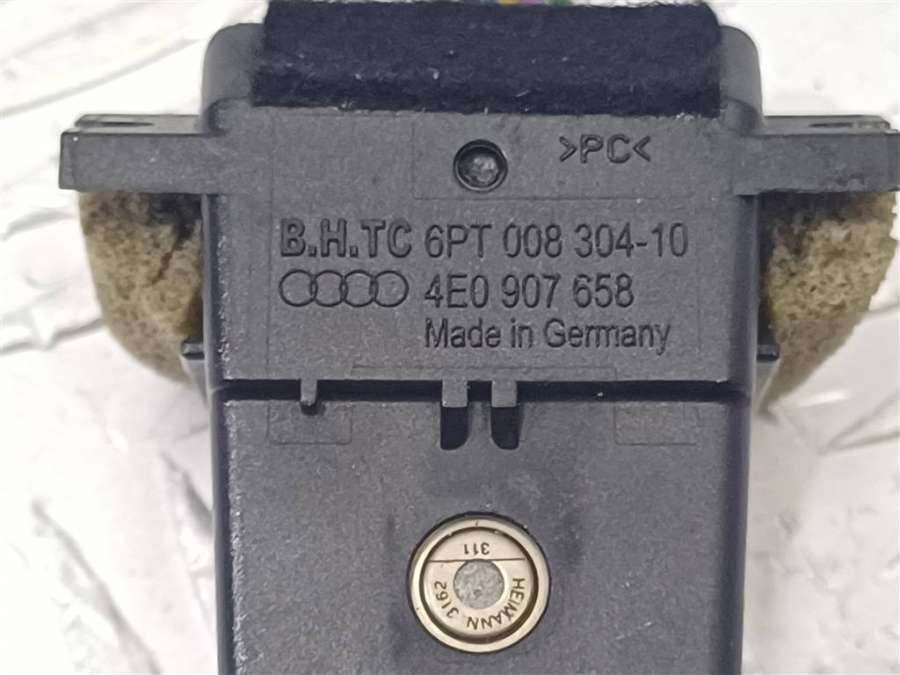 >PC<
B.H.TC 6PT 008 304-10
4E0 907 658
Made in Germany
311
HEIMANN 3162